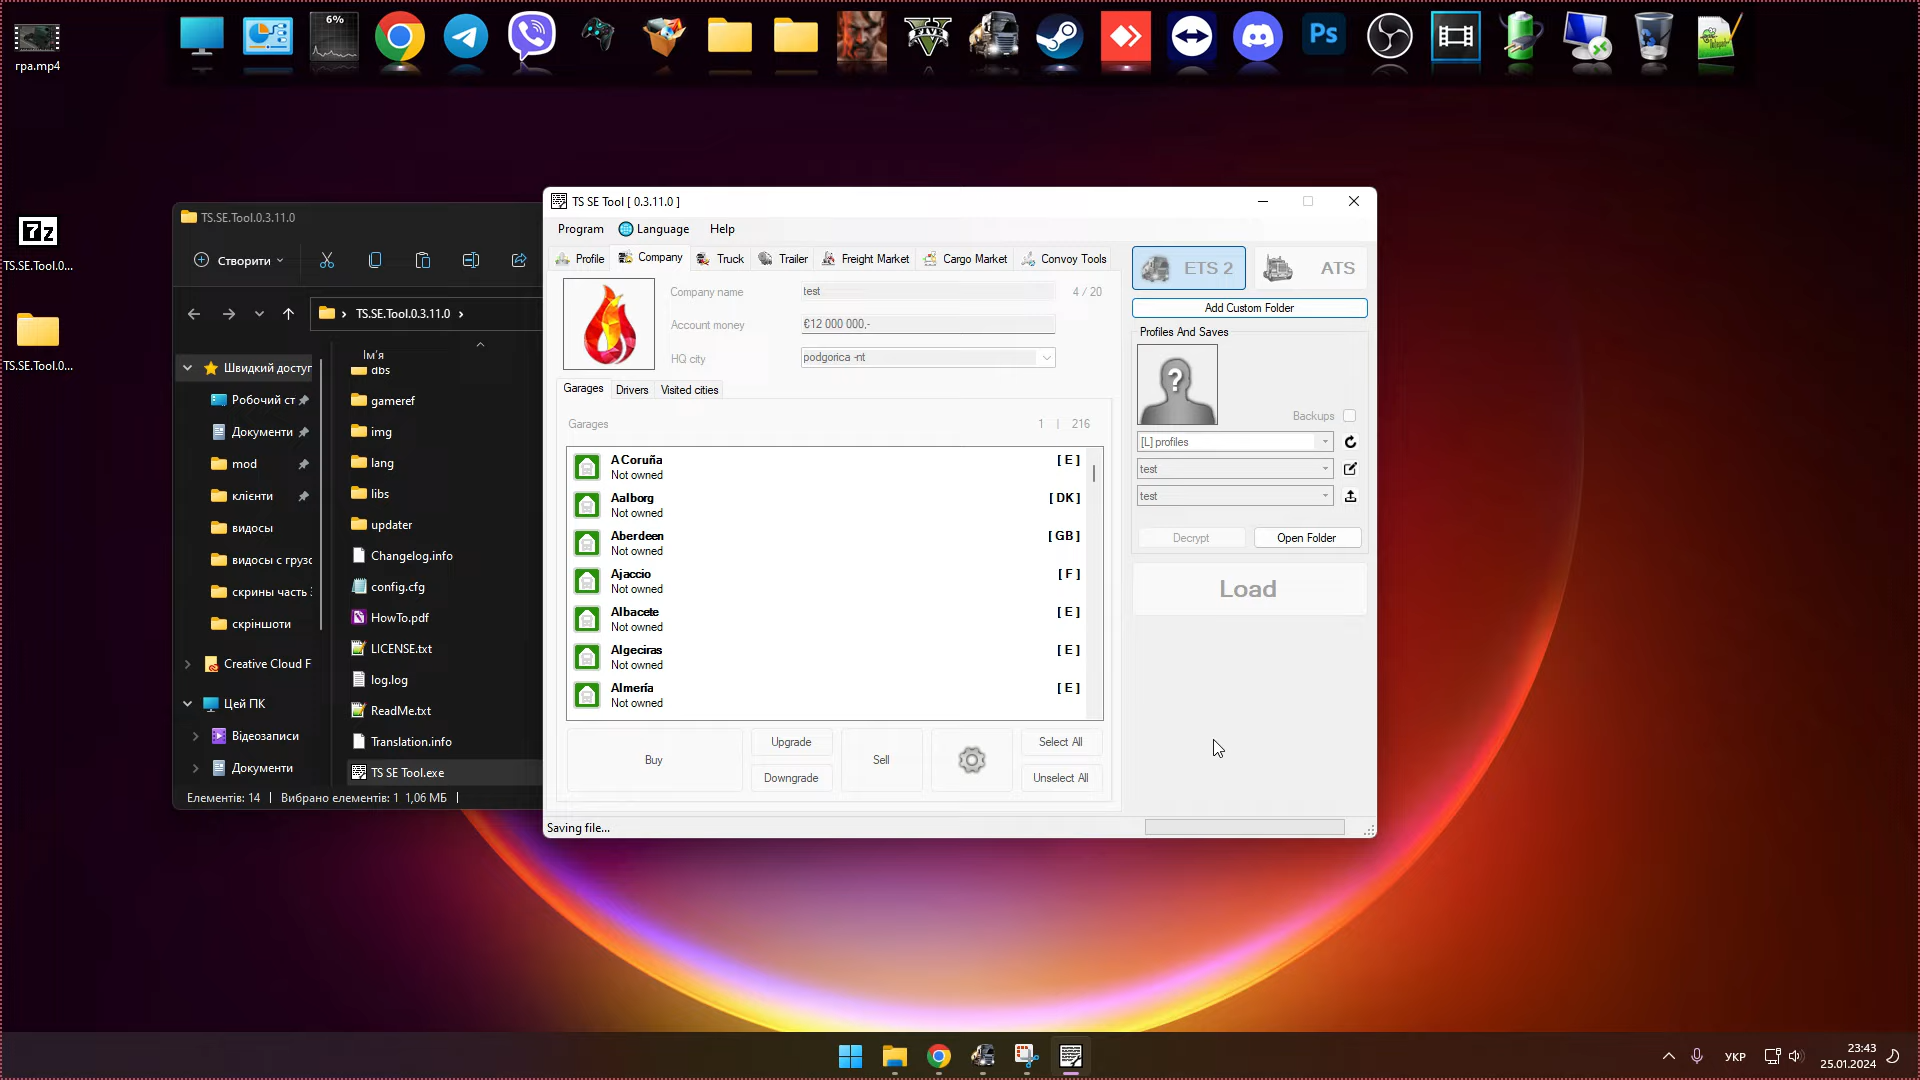 6%
Ps
FIVE
rpa.mp4
7z
TS.SE.Tool.0...
TS.SE.Tool.0...
TS.SE.Tool.0.3.11.0
Створити
TS.SE.Tool.0.3.11.0
Ім'я
Швидкий доступ
Робочий ст
Документи
mod
клієнти
видосы
видосы с грузо
скрины часть 3
скріншоти
Creative Cloud F
Цей ПК
Відеозаписи
Документи
dbs
gameref
img
lang
libs
updater
Changelog.info
config.cfg
HowTo.pdf
LICENSE.txt
log.log
ReadMe.txt
Translation.info
TS SE Tool.exe
Елементів: 14 | Вибрано елементів: 1 1,06 МБ |
TS SE Tool [ 0.3.11.0 ]
Program Language Help
Profile Company Truck Trailer Freight Market Cargo Market Convoy Tools
Company name test 4 / 20
Account money €12 000 000,-
HQ city podgorica -nt
Garages Drivers Visited cities
Garages 1 | 216
A Coruña [ E ]
Not owned
Aalborg [ DK ]
Not owned
Aberdeen [ GB ]
Not owned
Ajaccio [ F ]
Not owned
Albacete [ E ]
Not owned
Algeciras [ E ]
Not owned
Almería [ E ]
Not owned
Buy
Upgrade
Downgrade
Sell
Select All
Unselect All
Saving file...
ETS 2 ATS
Add Custom Folder
Profiles And Saves
?
Backups
[L] profiles
test
test
Decrypt Open Folder
Load
УКР
23:43
25.01.2024